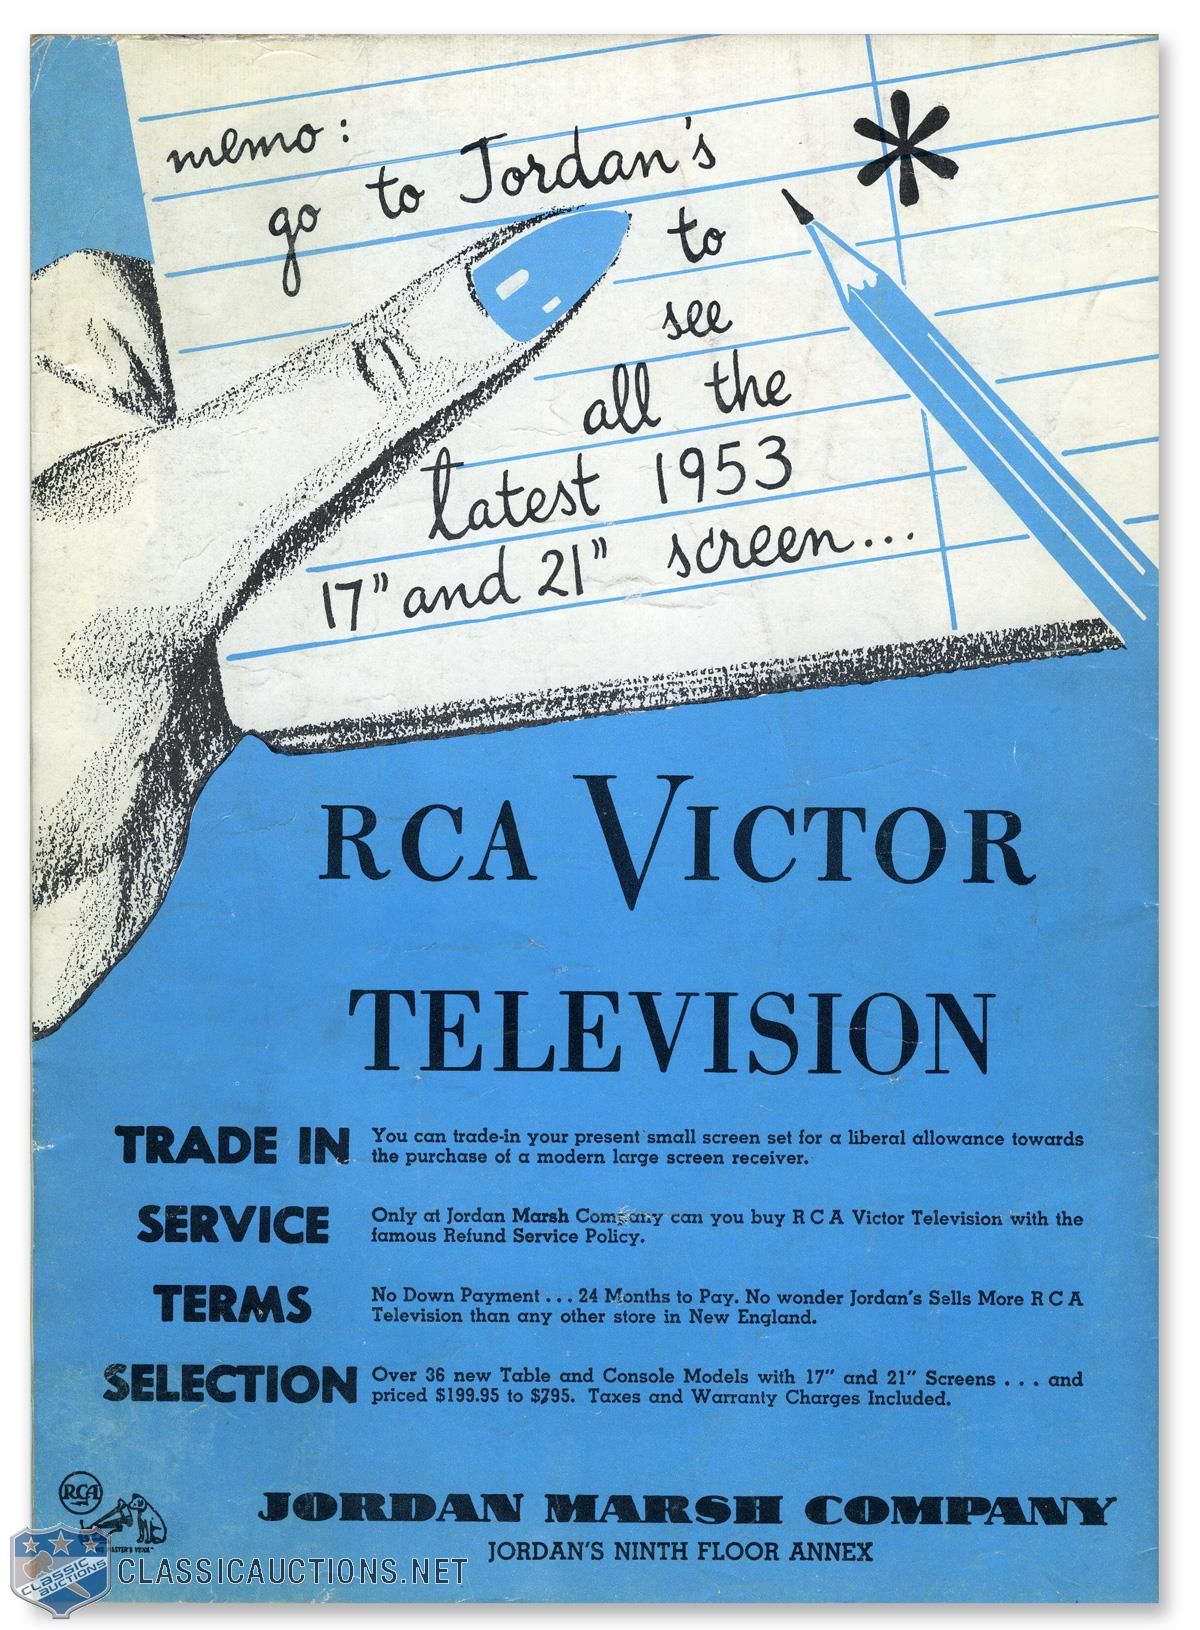 memo:
go to Jordan's
to
see
all the
latest 1953
17" and 21" screen...
*
RCA VICTOR
TELEVISION
TRADE IN
You can trade-in your present small screen set for a liberal allowance towards
the purchase of a modern large screen receiver.
SERVICE
Only at Jordan Marsh Company can you buy RCA Victor Television with the
famous Refund Service Policy.
TERMS
No Down Payment . . . 24 Months to Pay. No wonder Jordan's Sells More RCA
Television than any other store in New England.
SELECTION
Over 36 new Table and Console Models with 17" and 21" Screens . . . and
priced $199.95 to $795. Taxes and Warranty Charges Included.
RCA
JORDAN MARSH COMPANY
JORDAN'S NINTH FLOOR ANNEX
MASTER'S VOICE"
CLASSIC
AUCTIONS
CLASSICAUCTIONS.NET